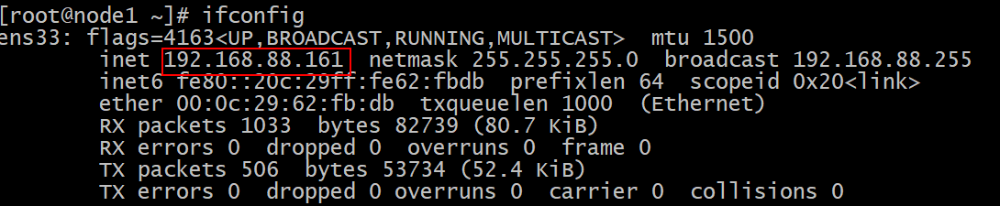 [root@node1 ~]# ifconfig
ens33: flags=4163<UP,BROADCAST,RUNNING,MULTICAST>  mtu 1500
        inet 192.168.88.161  netmask 255.255.255.0  broadcast 192.168.88.255
        inet6 fe80::20c:29ff:fe62:fbdb  prefixlen 64  scopeid 0x20<link>
        ether 00:0c:29:62:fb:db  txqueuelen 1000  (Ethernet)
        RX packets 1033  bytes 82739 (80.7 KiB)
        RX errors 0  dropped 0  overruns 0  frame 0
        TX packets 506  bytes 53734 (52.4 KiB)
        TX errors 0  dropped 0 overruns 0  carrier 0  collisions 0